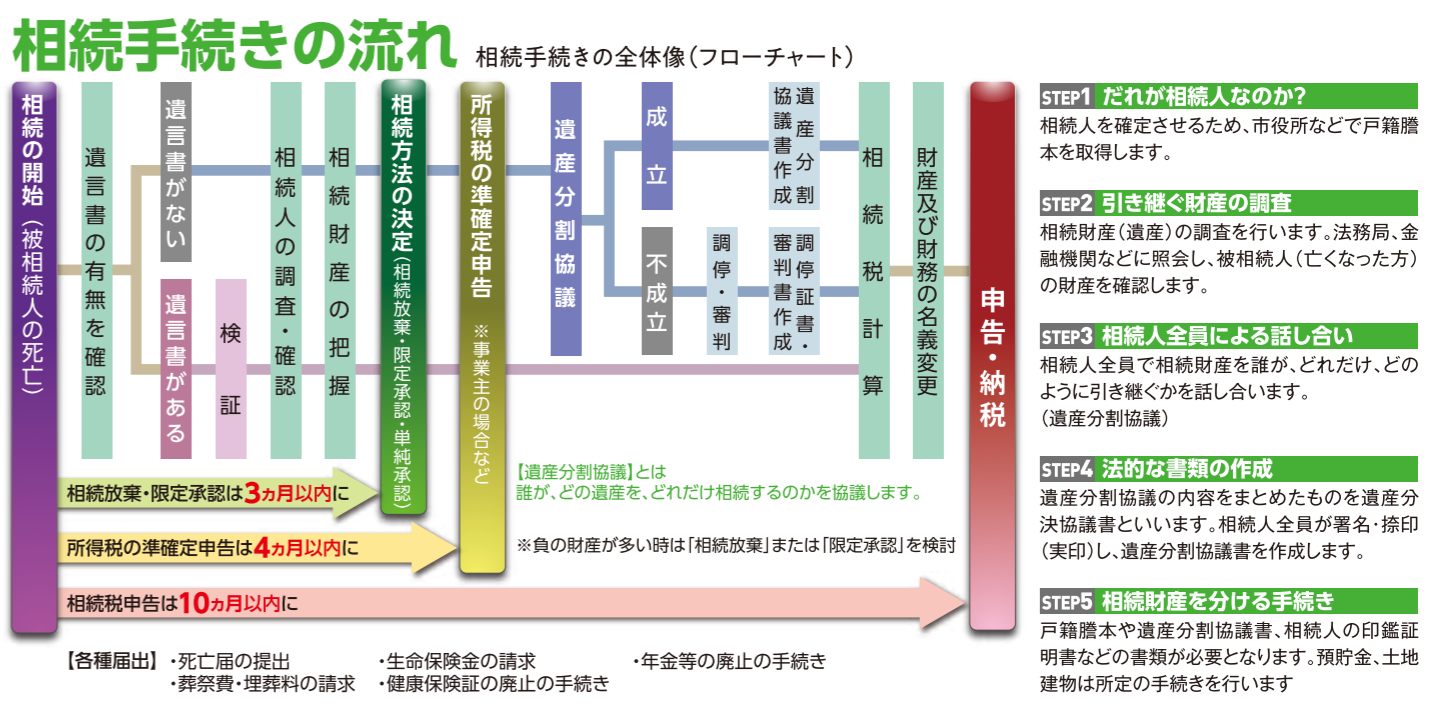 相続手続きの流れ 相続手続きの全体像（フローチャート）
相続の開始（被相続人の死亡）
遺言書の有無を確認
遺言書がない
遺言書がある
検証
相続人の調査・確認
相続財産の把握
相続方法の決定（相続放棄・限定承認・単純承認）
所得税の準確定申告 ※事業主の場合など
遺産分割協議
成立
不成立
調停・審判
遺産分割
協議書作成
調停証書・
審判書作成
相続税計算
財産及び財務の名義変更
申告・納税
相続放棄・限定承認は3ヵ月以内に
所得税の準確定申告は4ヵ月以内に
相続税申告は10ヵ月以内に
【遺産分割協議】とは
誰が、どの遺産を、どれだけ相続するのかを協議します。
※負の財産が多い時は「相続放棄」または「限定承認」を検討
【各種届出】・死亡届の提出 ・生命保険金の請求 ・年金等の廃止の手続き
・葬祭費・埋葬料の請求 ・健康保険証の廃止の手続き
STEP1 だれが相続人なのか?
相続人を確定させるため、市役所などで戸籍謄
本を取得します。
STEP2 引き継ぐ財産の調査
相続財産（遺産）の調査を行います。法務局、金
融機関などに照会し、被相続人（亡くなった方）
の財産を確認します。
STEP3 相続人全員による話し合い
相続人全員で相続財産を誰が、どれだけ、どの
ように引き継ぐかを話し合います。
（遺産分割協議）
STEP4 法的な書類の作成
遺産分割協議の内容をまとめたものを遺産分
決協議書といいます。相続人全員が署名・捺印
（実印）し、遺産分割協議書を作成します。
STEP5 相続財産を分ける手続き
戸籍謄本や遺産分割協議書、相続人の印鑑証
明書などの書類が必要となります。預貯金、土地
建物は所定の手続きを行います